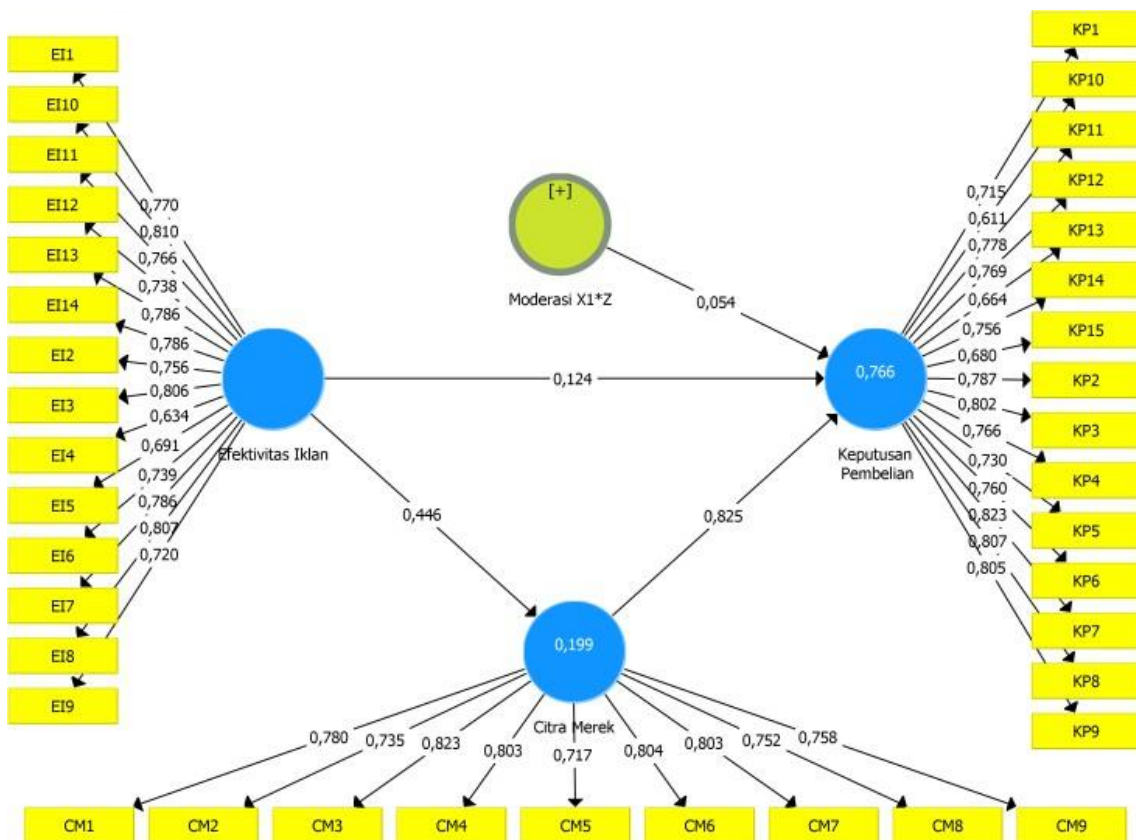 EI1
EI10
EI11
EI12
EI13
EI14
EI2
EI3
EI4
EI5
EI6
EI7
EI8
EI9
0,770
0,810
0,766
0,738
0,786
0,786
0,756
0,806
0,634
0,691
0,739
0,786
0,807
0,720
Efektivitas Iklan
[+]
Moderasi X1*Z
0,054
0,124
0,446
0,825
0,766
Keputusan
Pembelian
0,199
Citra Merek
0,715
0,611
0,778
0,769
0,664
0,756
0,680
0,787
0,802
0,766
0,730
0,760
0,823
0,807
0,805
KP1
KP10
KP11
KP12
KP13
KP14
KP15
KP2
KP3
KP4
KP5
KP6
KP7
KP8
KP9
0,780
0,735
0,823
0,803
0,717
0,804
0,803
0,752
0,758
CM1
CM2
CM3
CM4
CM5
CM6
CM7
CM8
CM9